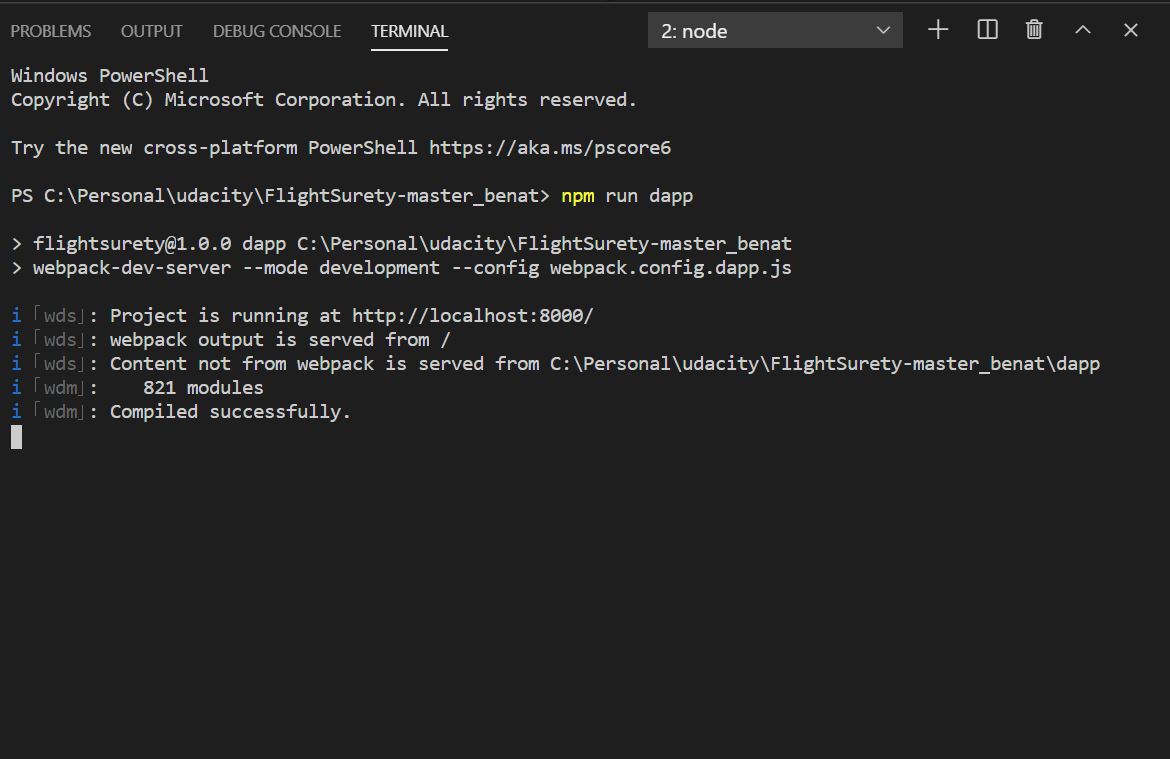 PROBLEMS OUTPUT DEBUG CONSOLE TERMINAL 2: node
Windows PowerShell
Copyright (C) Microsoft Corporation. All rights reserved.
Try the new cross-platform PowerShell https://aka.ms/pscore6
PS C:\Personal\udacity\FlightSurety-master_benat> npm run dapp
> flightsurety@1.0.0 dapp C:\Personal\udacity\FlightSurety-master_benat
> webpack-dev-server --mode development --config webpack.config.dapp.js
i ｢wds｣: Project is running at http://localhost:8000/
i ｢wds｣: webpack output is served from /
i ｢wds｣: Content not from webpack is served from C:\Personal\udacity\FlightSurety-master_benat\dapp
i ｢wdm｣:    821 modules
i ｢wdm｣: Compiled successfully.